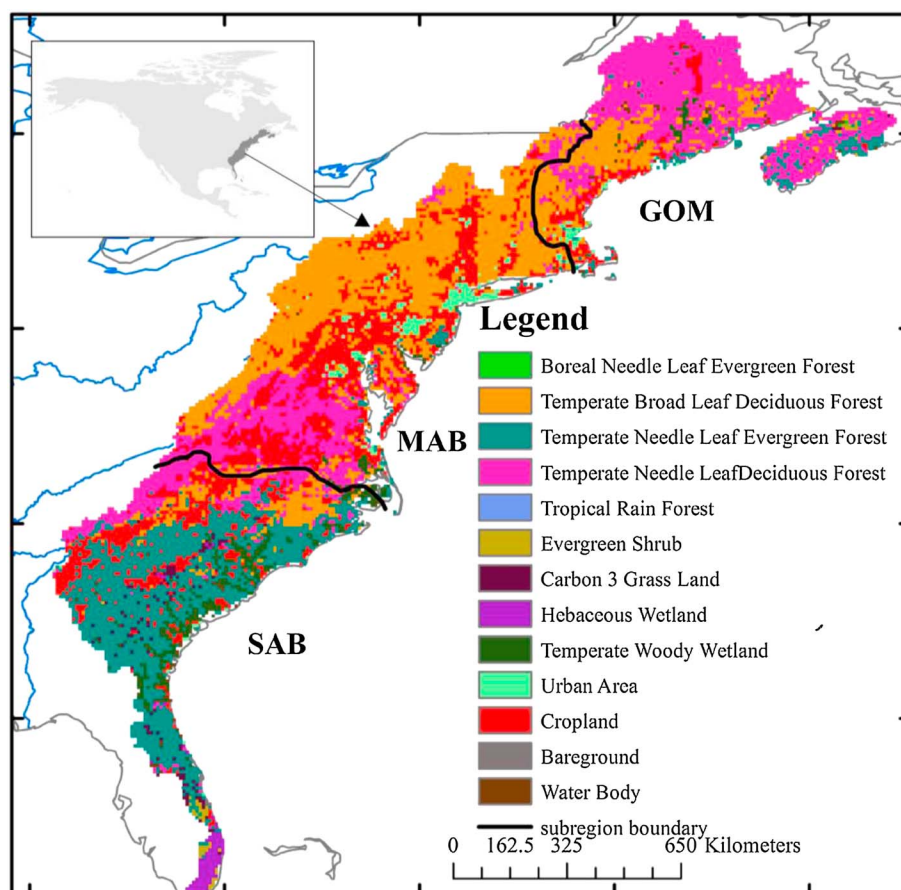 GOM
Legend
Boreal Needle Leaf Evergreen Forest
Temperate Broad Leaf Deciduous Forest
Temperate Needle Leaf Evergreen Forest
Temperate Needle LeafDeciduous Forest
Tropical Rain Forest
Evergreen Shrub
Carbon 3 Grass Land
Hebaceous Wetland
Temperate Woody Wetland
Urban Area
Cropland
Bareground
Water Body
subregion boundary
0 162.5 325 650 Kilometers
MAB
SAB